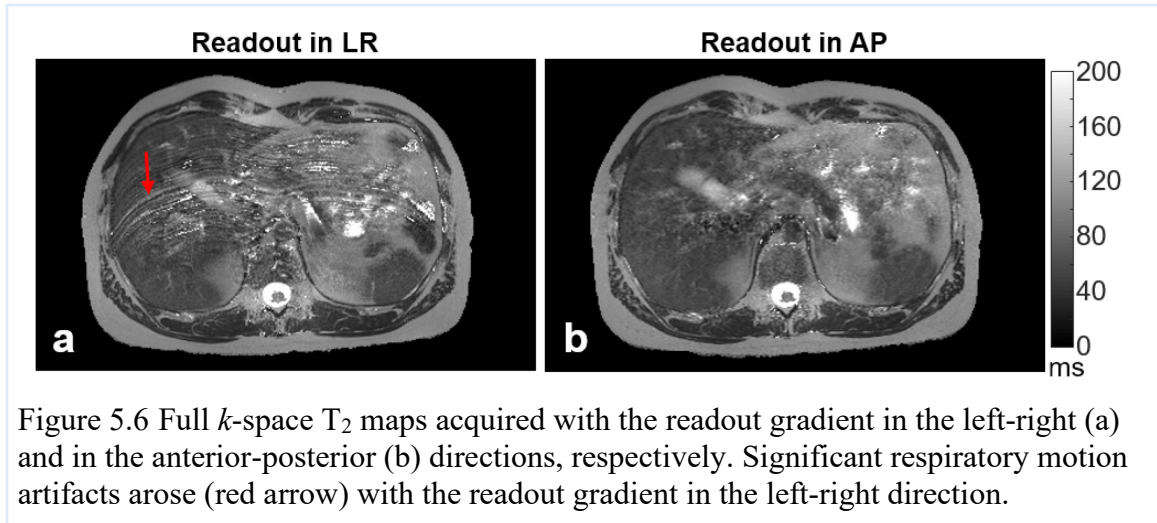 Readout in LR
Readout in AP
200
160
120
80
40
0
ms
a
b
Figure 5.6 Full k-space T₂ maps acquired with the readout gradient in the left-right (a)
and in the anterior-posterior (b) directions, respectively. Significant respiratory motion
artifacts arose (red arrow) with the readout gradient in the left-right direction.